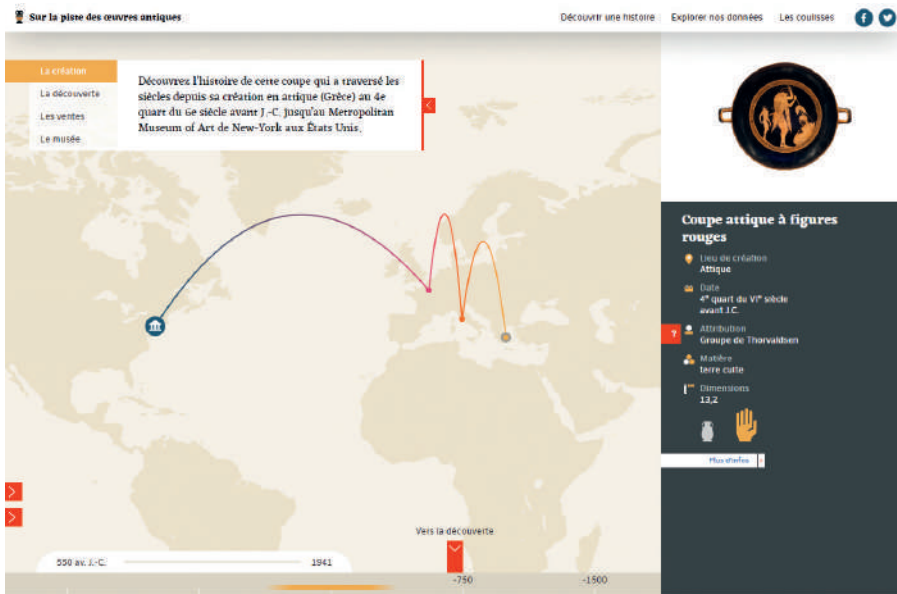 Sur la piste des œuvres antiques
Découvrir une histoire
Explorer nos données
Les coulisses
La création
La découverte
Les ventes
Le musée
Découvrez l'histoire de cette coupe qui a traversé les
siècles depuis sa création en attique (Grèce) au 4e
quart du 6e siècle avant J.-C. jusqu'au Metropolitan
Museum of Art de New-York aux États Unis.
Coupe attique à figures
rouges
Lieu de création
Attique
Date
4e quart du VIe siècle
avant J.C.
?
Attribution
Groupe de Thorvaldsen
Matière
terre cuite
Dimensions
13,2
Plus d'infos
Vers la découverte
550 av. J.-C.
1941
-750
-1500